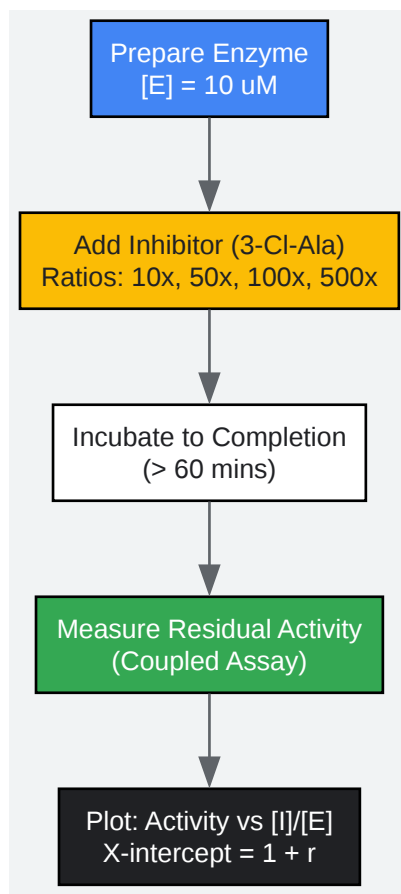 Prepare Enzyme
[E] = 10 uM
Add Inhibitor (3-Cl-Ala)
Ratios: 10x, 50x, 100x, 500x
Incubate to Completion
(> 60 mins)
Measure Residual Activity
(Coupled Assay)
Plot: Activity vs [I]/[E]
X-intercept = 1 + r